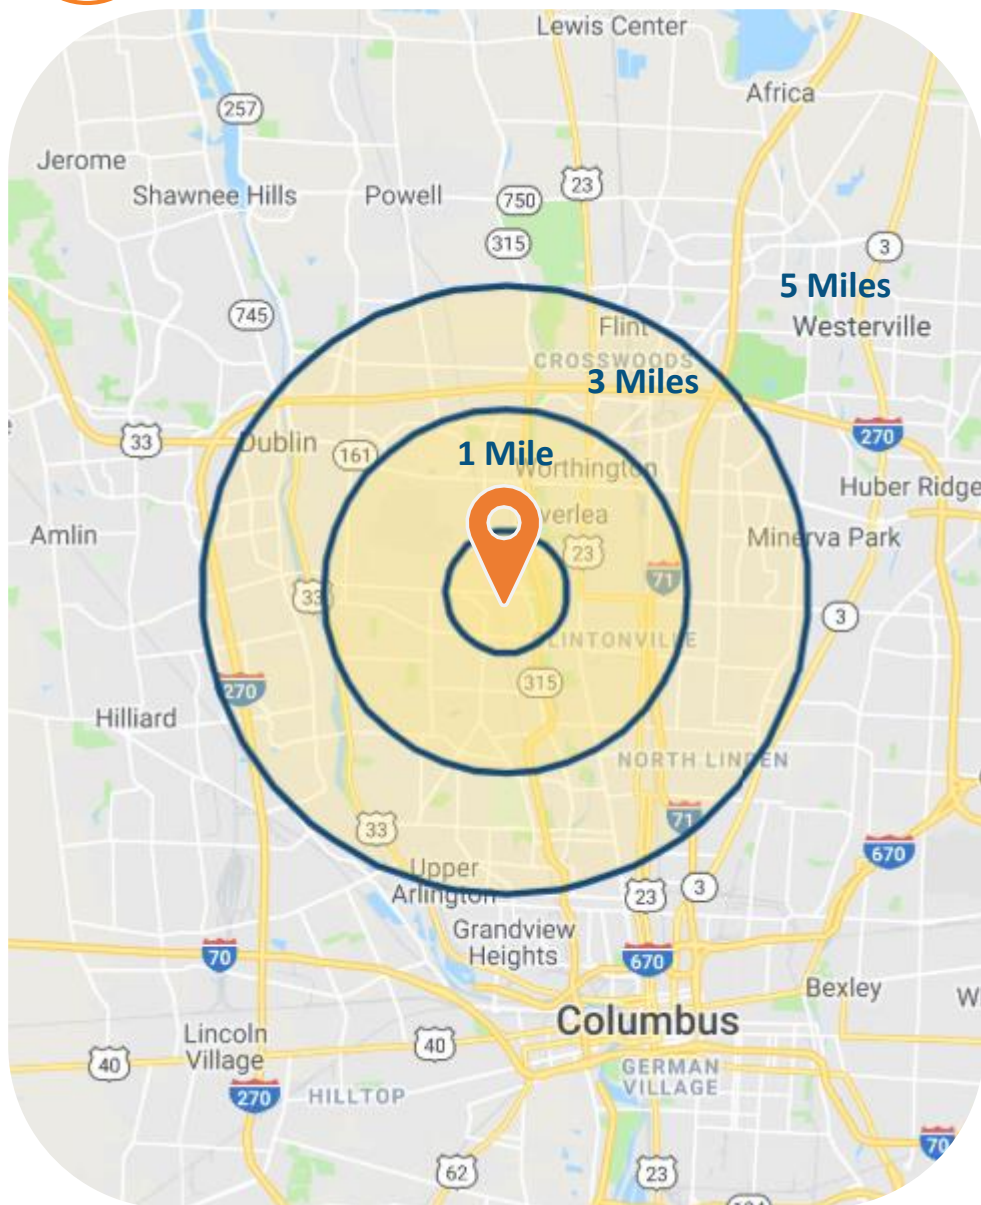 Lewis Center
Africa
257
Jerome
Shawnee Hills
Powell
23
750
315
3
5 Miles
745
Flint
Westerville
CROSSWOODS
3 Miles
33
Dublin
161
1 Mile
Worthington
270
Huber Ridge
verlea
Amlin
23
Minerva Park
71
33
3
LINTONVILLE
315
270
Hilliard
NORTH LINDEN
71
33
670
Upper
Arlington
23
3
Grandview
Heights
70
670
Bexley
W
Columbus
Lincoln
Village
40
40
GERMAN
VILLAGE
270
HILLTOP
70
62
23